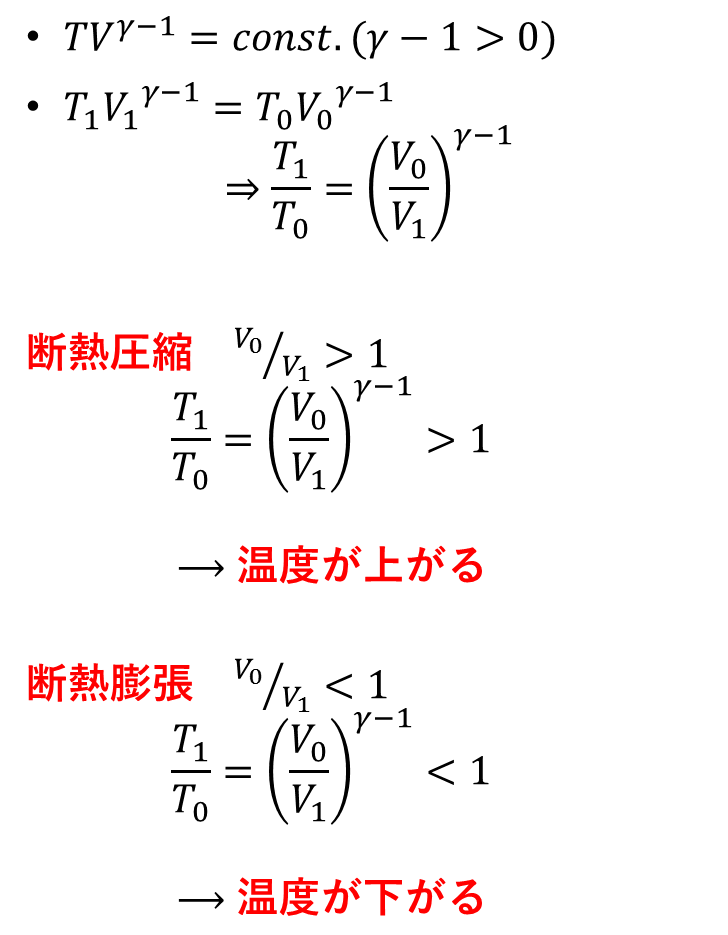 • TV^{γ−1} = const. (γ − 1 > 0)
• T₁V₁^{γ−1} = T₀V₀^{γ−1}
⇒ T₁/T₀ = (V₀/V₁)^{γ−1}
断熱圧縮 V₀/V₁ > 1
T₁/T₀ = (V₀/V₁)^{γ−1} > 1
→ 温度が上がる
断熱膨張 V₀/V₁ < 1
T₁/T₀ = (V₀/V₁)^{γ−1} < 1
→ 温度が下がる